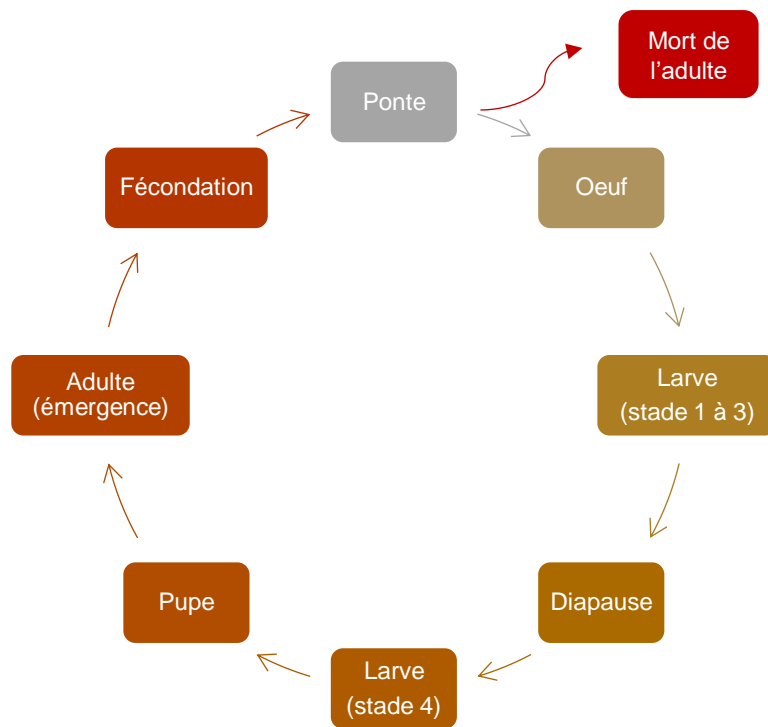 Mort de
l’adulte
Ponte
Fécondation
Oeuf
Adulte
(émergence)
Larve
(stade 1 à 3)
Pupe
Diapause
Larve
(stade 4)